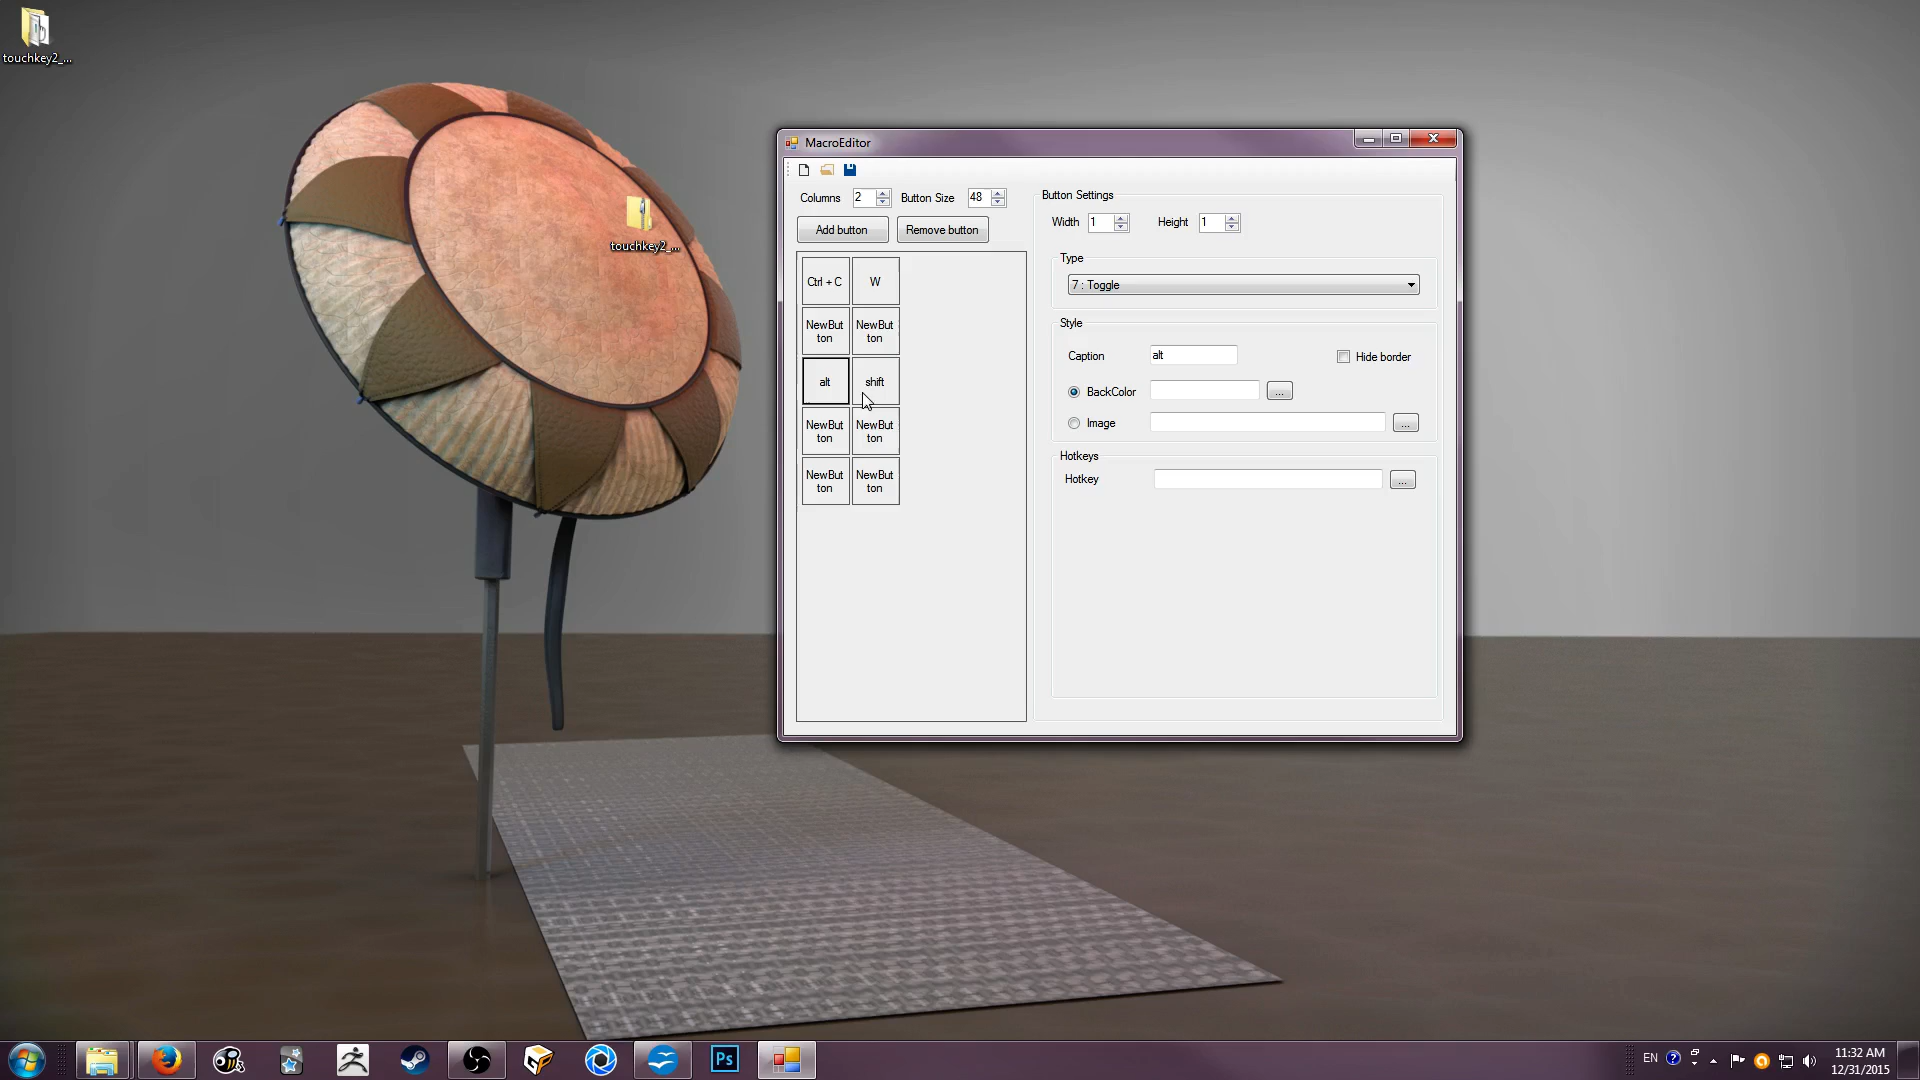 touchkey2_...
touchkey2_...
MacroEditor
Columns 2 Button Size 48
Add button Remove button
Ctrl + C W
NewBut
ton
NewBut
ton
alt shift
NewBut
ton
NewBut
ton
NewBut
ton
NewBut
ton
Button Settings
Width 1 Height 1
Type
7 : Toggle
Style
Caption alt Hide border
BackColor ...
Image ...
Hotkeys
Hotkey ...
Ps
EN
11:32 AM
12/31/2015